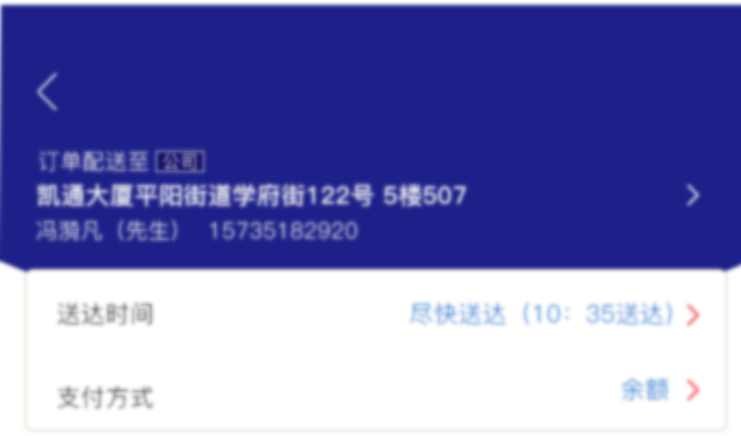 订单配送至 公司
凯通大厦平阳街道学府街122号 5楼507
冯漪凡（先生） 15735182920
送达时间 尽快送达（10：35送达）
支付方式 余额